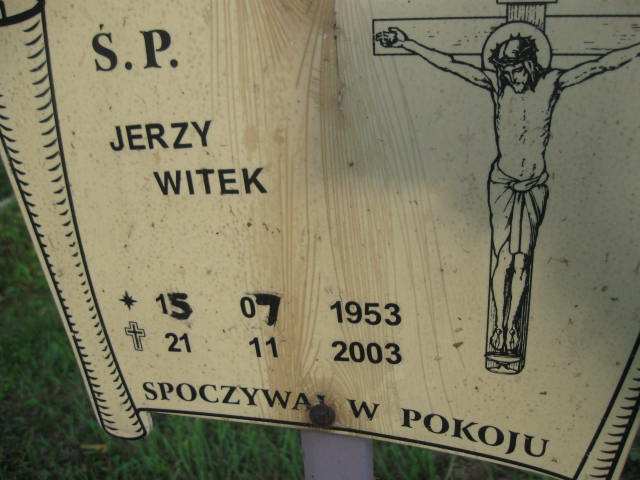 Ś.P.
JERZY
WITEK
15 07 1953
21 11 2003
SPOCZYWAJ W POKOJU